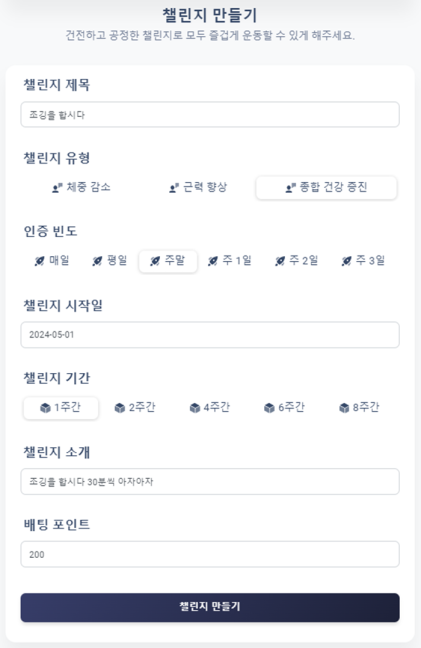 챌린지 만들기
건전하고 공정한 챌린지로 모두 즐겁게 운동할 수 있게 해주세요.
챌린지 제목
조깅을 합시다
챌린지 유형
체중 감소 근력 향상 종합 건강 증진
인증 빈도
매일 평일 주말 주 1일 주 2일 주 3일
챌린지 시작일
2024-05-01
챌린지 기간
1주간 2주간 4주간 6주간 8주간
챌린지 소개
조깅을 합시다 30분씩 아자아자
배팅 포인트
200
챌린지 만들기